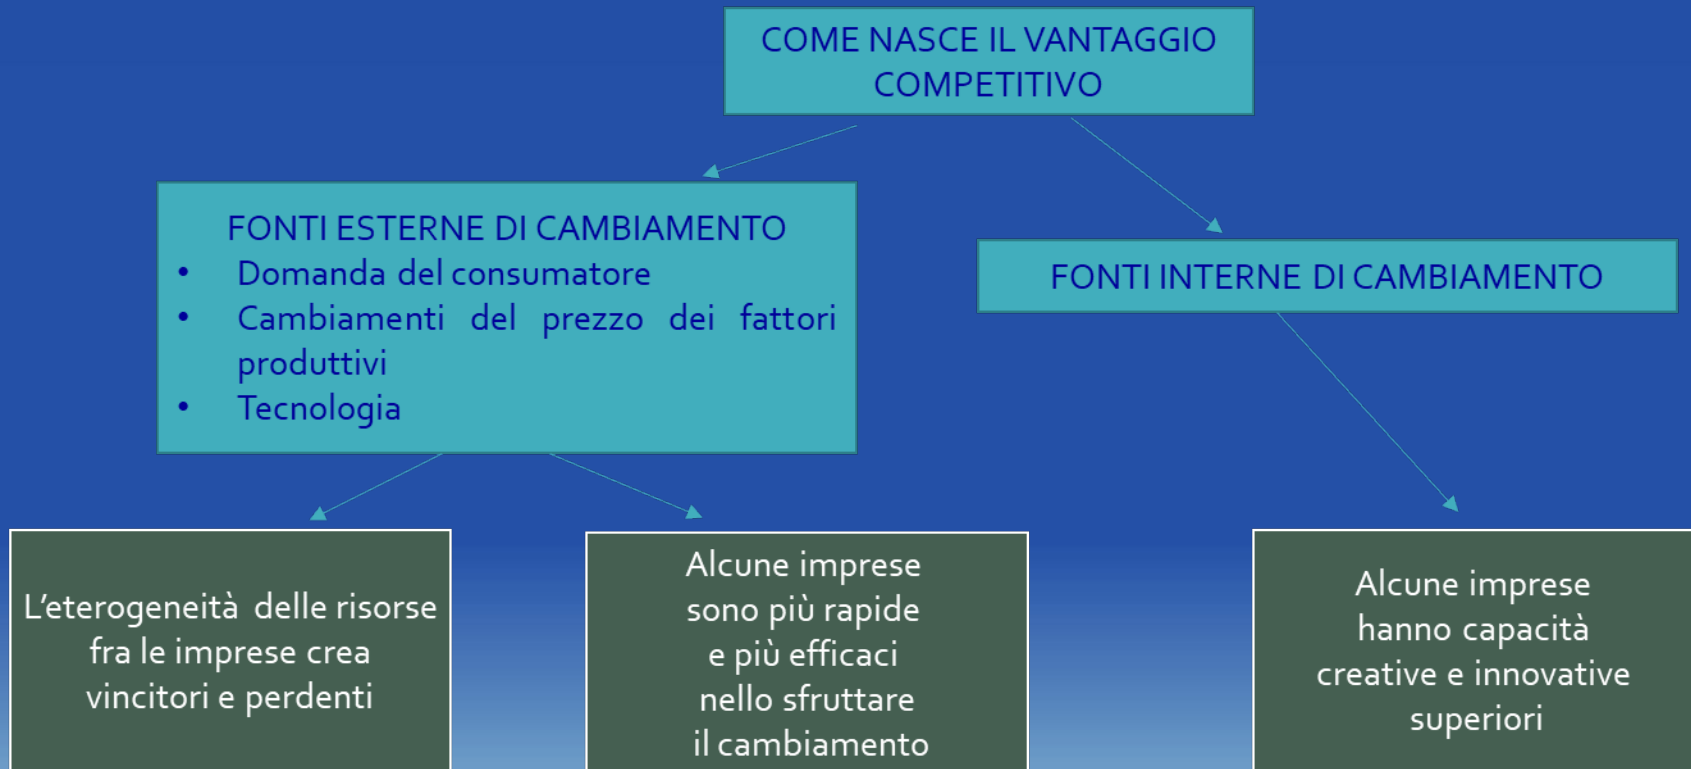 COME NASCE IL VANTAGGIO
COMPETITIVO
FONTI ESTERNE DI CAMBIAMENTO
• Domanda del consumatore
• Cambiamenti del prezzo dei fattori
produttivi
• Tecnologia
FONTI INTERNE DI CAMBIAMENTO
L'eterogeneità delle risorse
fra le imprese crea
vincitori e perdenti
Alcune imprese
sono più rapide
e più efficaci
nello sfruttare
il cambiamento
Alcune imprese
hanno capacità
creative e innovative
superiori